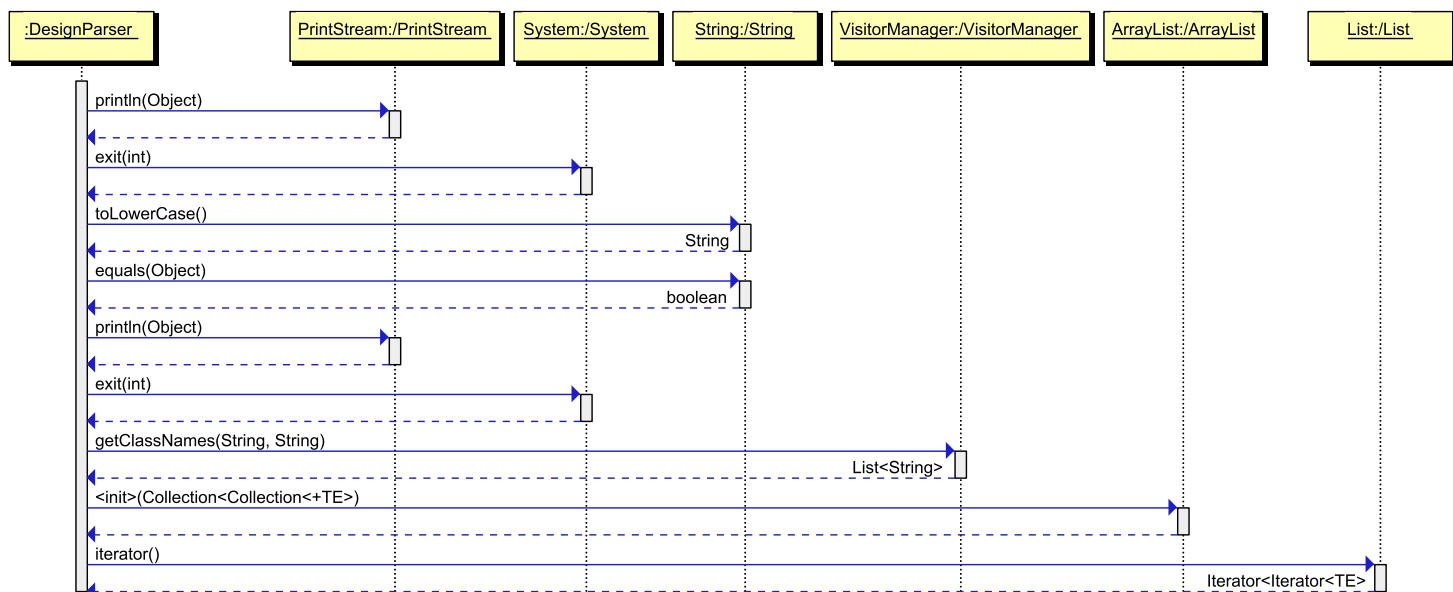 :DesignParser
PrintStream:/PrintStream
System:/System
String:/String
VisitorManager:/VisitorManager
ArrayList:/ArrayList
List:/List
println(Object)
exit(int)
toLowerCase()
String
equals(Object)
boolean
println(Object)
exit(int)
getClassNames(String, String)
List<String>
<init>(Collection<Collection<+TE>)
iterator()
Iterator<Iterator<TE>